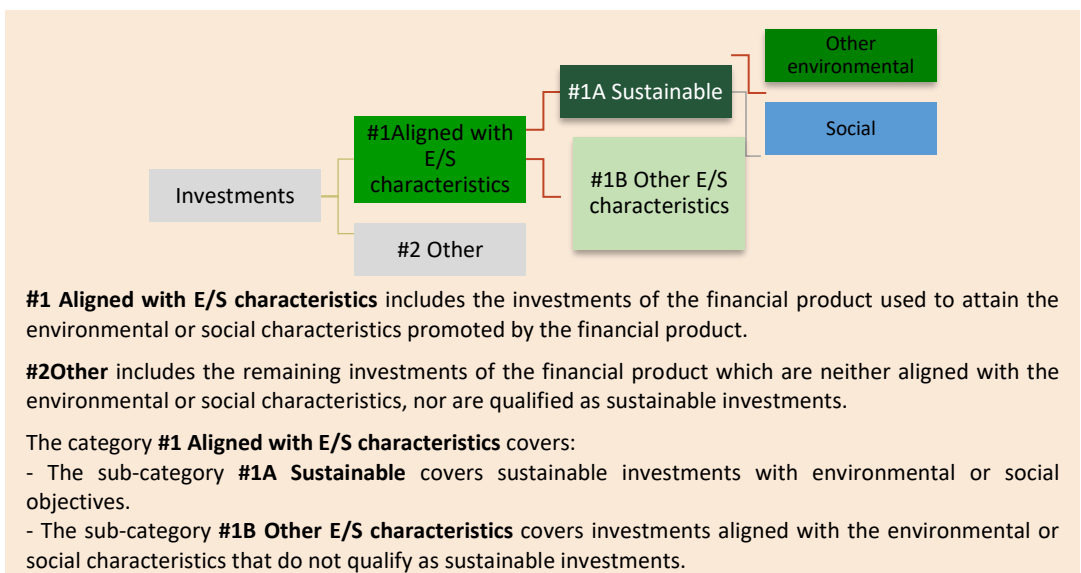 Other
environmental
#1A Sustainable
Social
#1Aligned with
E/S
characteristics
#1B Other E/S
characteristics
Investments
#2 Other
#1 Aligned with E/S characteristics includes the investments of the financial product used to attain the
environmental or social characteristics promoted by the financial product.
#2Other includes the remaining investments of the financial product which are neither aligned with the
environmental or social characteristics, nor are qualified as sustainable investments.
The category #1 Aligned with E/S characteristics covers:
- The sub-category #1A Sustainable covers sustainable investments with environmental or social
objectives.
- The sub-category #1B Other E/S characteristics covers investments aligned with the environmental or
social characteristics that do not qualify as sustainable investments.